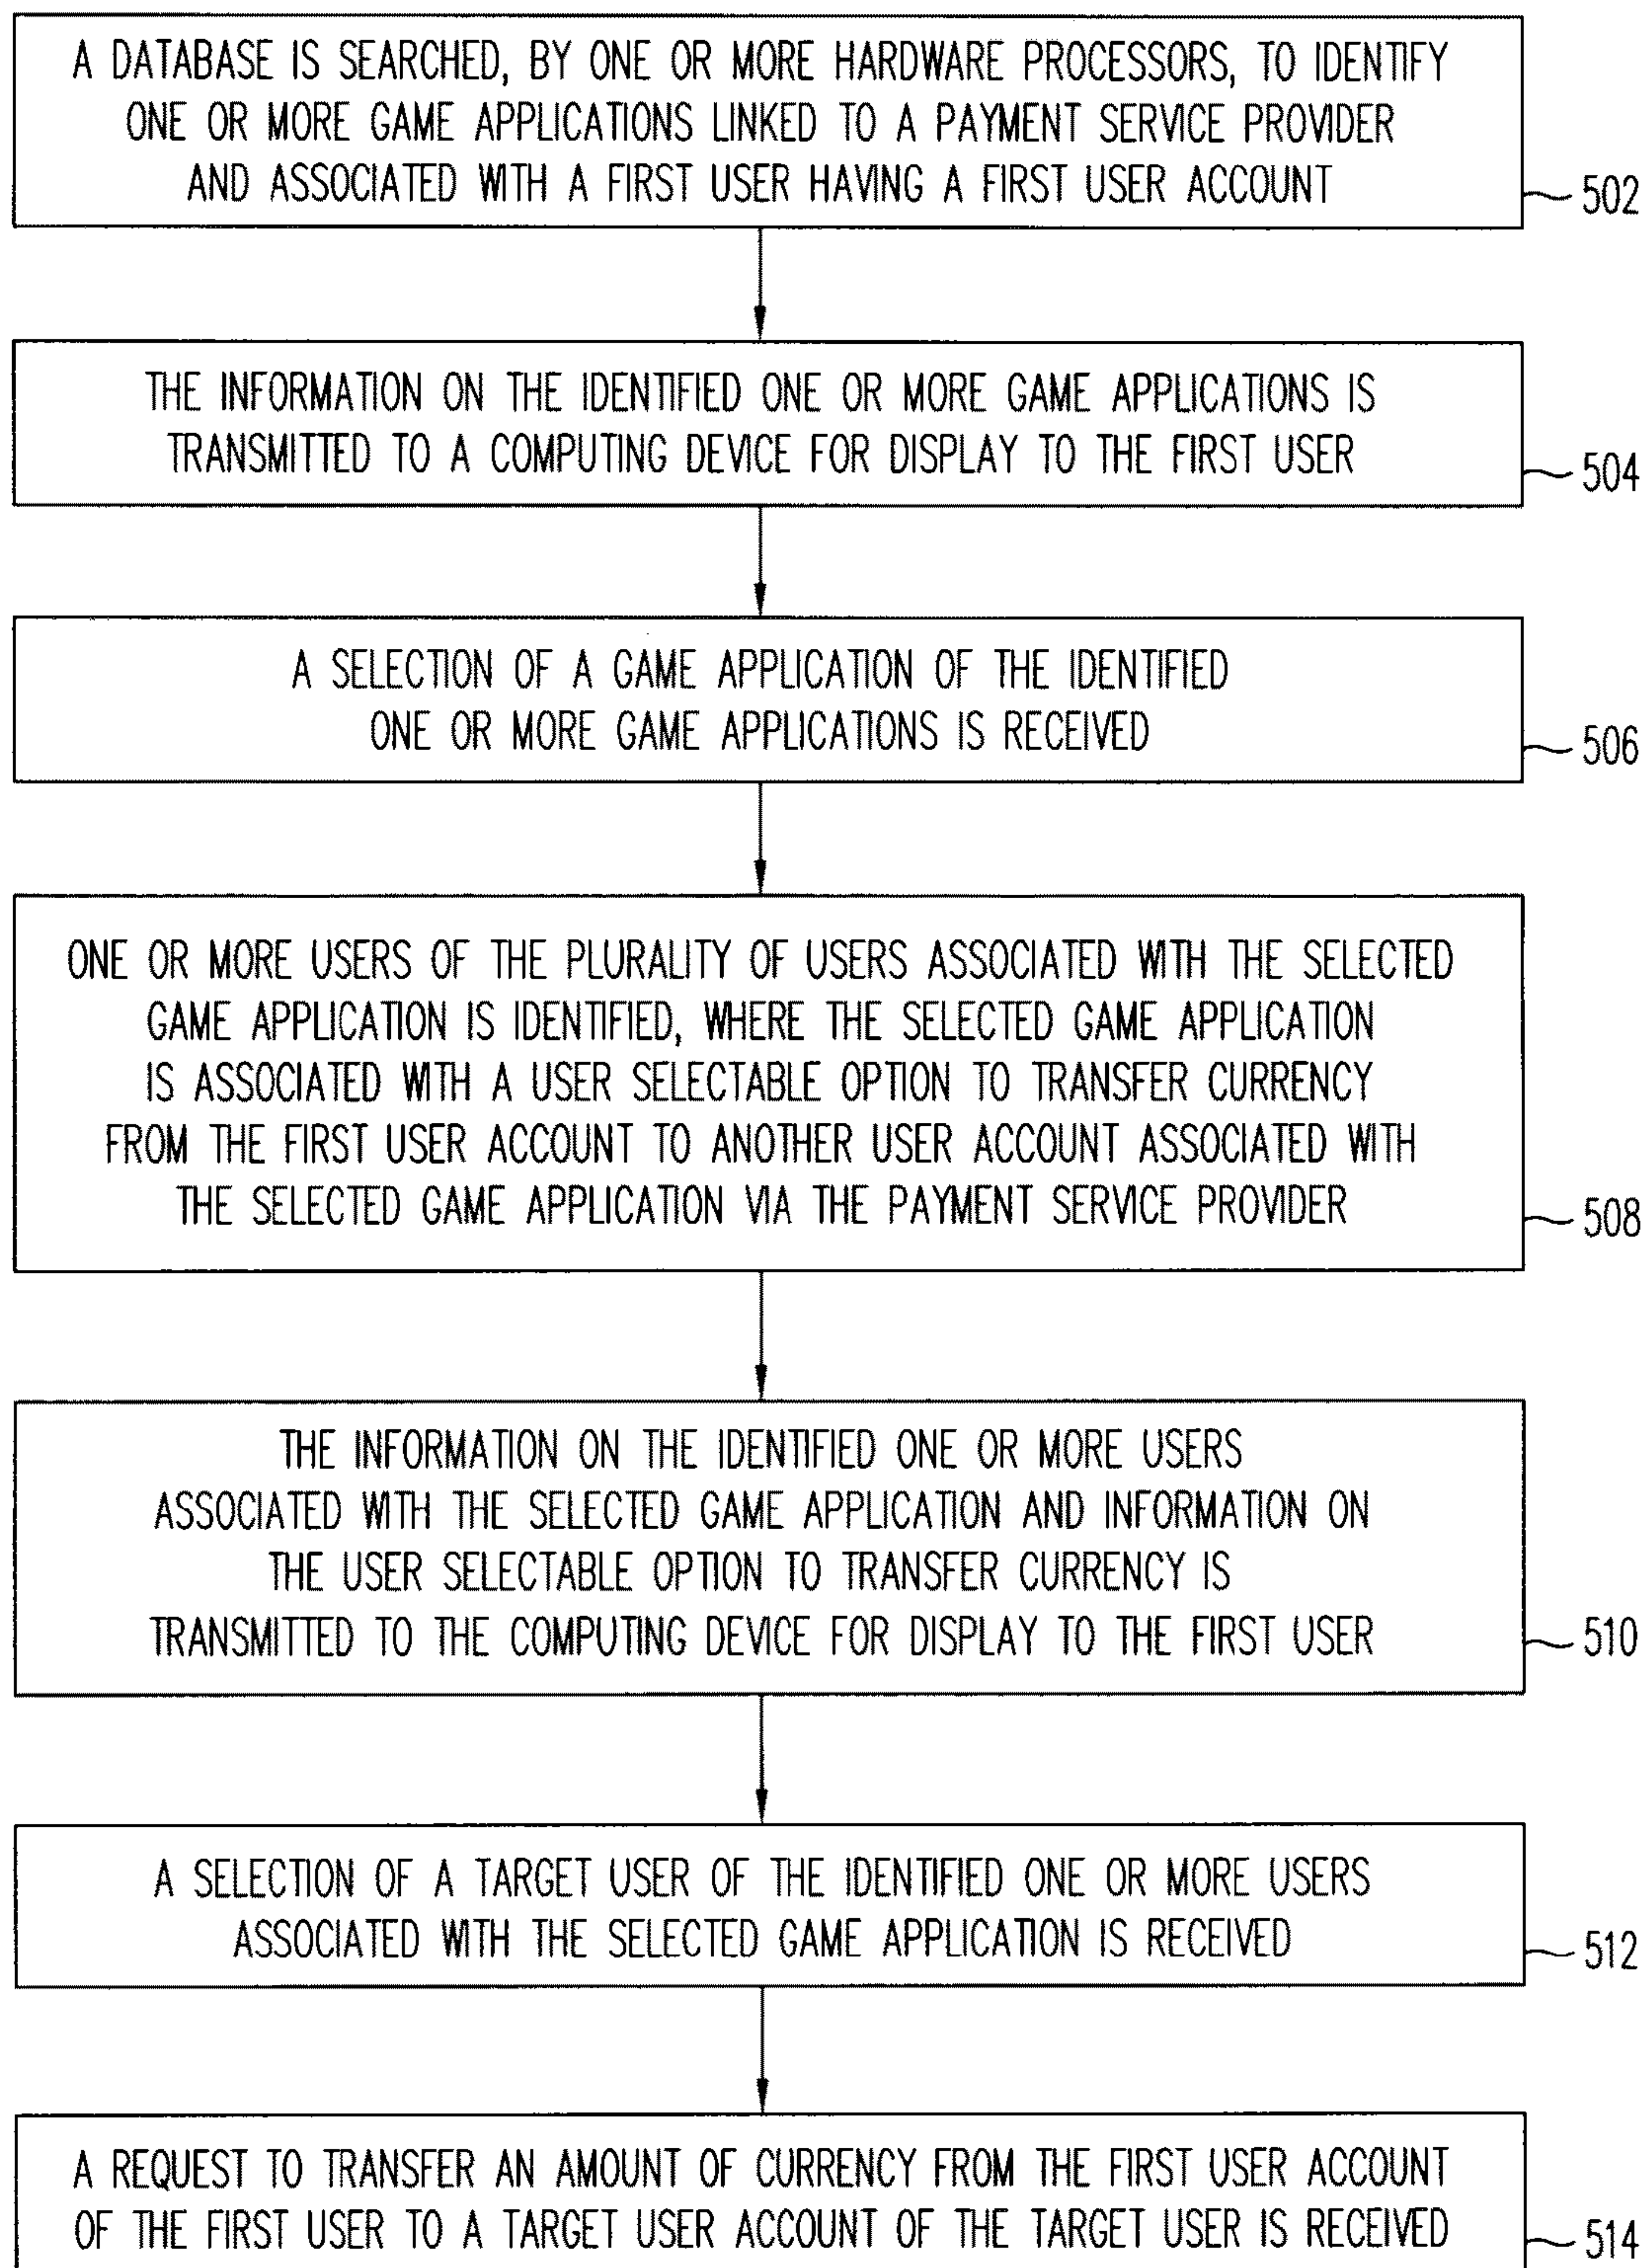 A DATABASE IS SEARCHED, BY ONE OR MORE HARDWARE PROCESSORS, TO IDENTIFY
ONE OR MORE GAME APPLICATIONS LINKED TO A PAYMENT SERVICE PROVIDER
AND ASSOCIATED WITH A FIRST USER HAVING A FIRST USER ACCOUNT
502
THE INFORMATION ON THE IDENTIFIED ONE OR MORE GAME APPLICATIONS IS
TRANSMITTED TO A COMPUTING DEVICE FOR DISPLAY TO THE FIRST USER
504
A SELECTION OF A GAME APPLICATION OF THE IDENTIFIED
ONE OR MORE GAME APPLICATIONS IS RECEIVED
506
ONE OR MORE USERS OF THE PLURALITY OF USERS ASSOCIATED WITH THE SELECTED
GAME APPLICATION IS IDENTIFIED, WHERE THE SELECTED GAME APPLICATION
IS ASSOCIATED WITH A USER SELECTABLE OPTION TO TRANSFER CURRENCY
FROM THE FIRST USER ACCOUNT TO ANOTHER USER ACCOUNT ASSOCIATED WITH
THE SELECTED GAME APPLICATION VIA THE PAYMENT SERVICE PROVIDER
508
THE INFORMATION ON THE IDENTIFIED ONE OR MORE USERS
ASSOCIATED WITH THE SELECTED GAME APPLICATION AND INFORMATION ON
THE USER SELECTABLE OPTION TO TRANSFER CURRENCY IS
TRANSMITTED TO THE COMPUTING DEVICE FOR DISPLAY TO THE FIRST USER
510
A SELECTION OF A TARGET USER OF THE IDENTIFIED ONE OR MORE USERS
ASSOCIATED WITH THE SELECTED GAME APPLICATION IS RECEIVED
512
A REQUEST TO TRANSFER AN AMOUNT OF CURRENCY FROM THE FIRST USER ACCOUNT
OF THE FIRST USER TO A TARGET USER ACCOUNT OF THE TARGET USER IS RECEIVED
514